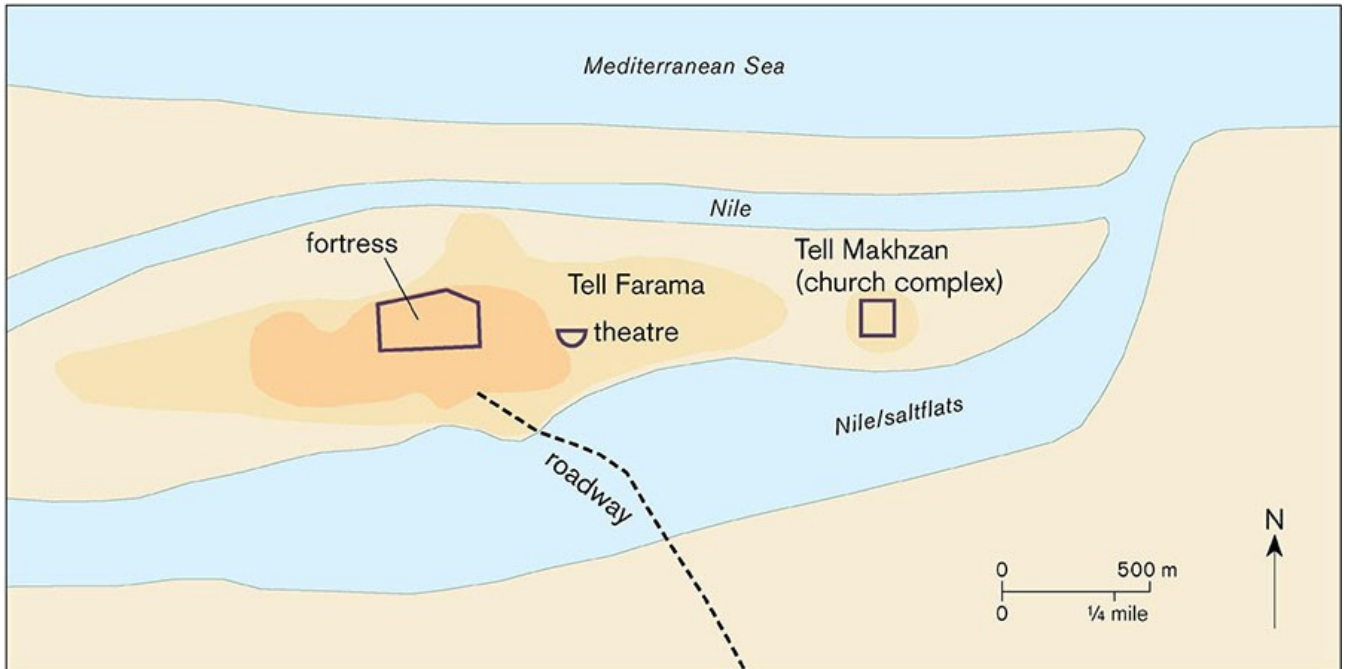 Mediterranean Sea
Nile
fortress
Tell Makhzan
(church complex)
Tell Farama
theatre
Nile/saltflats
roadway
N
0 500 m
0 ¼ mile